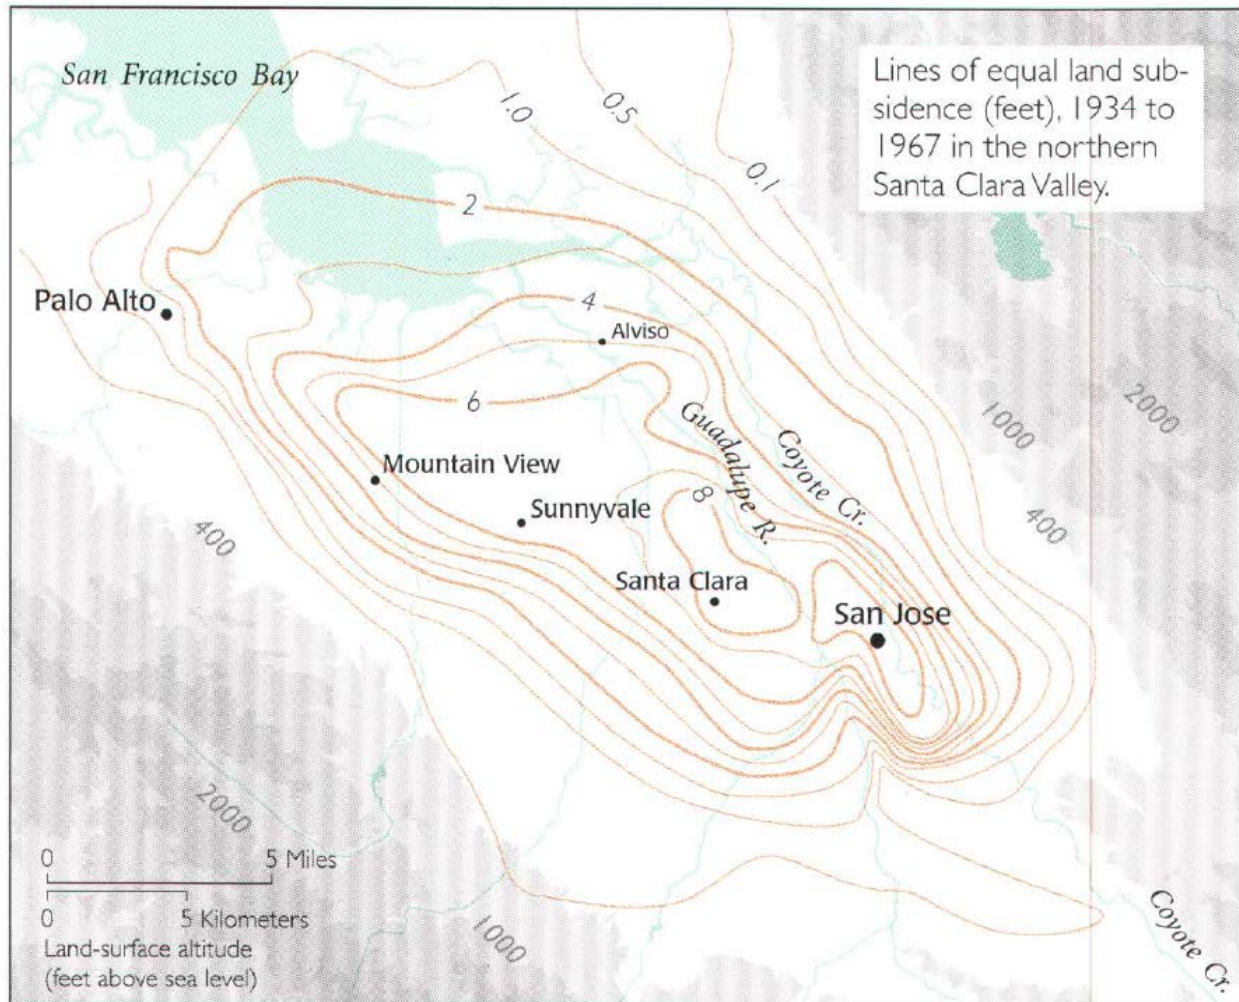 San Francisco Bay
Lines of equal land sub-
sidence (feet), 1934 to
1967 in the northern
Santa Clara Valley.
1.0
0.5
0.1
2
Palo Alto
4
Alviso
6
2000
1000
Guadalupe R.
Coyote Cr.
Mountain View
8
Sunnyvale
400
400
Santa Clara
San Jose
2000
0 5 Miles
0 5 Kilometers
Land-surface altitude
(feet above sea level)
1000
Coyote Cr.